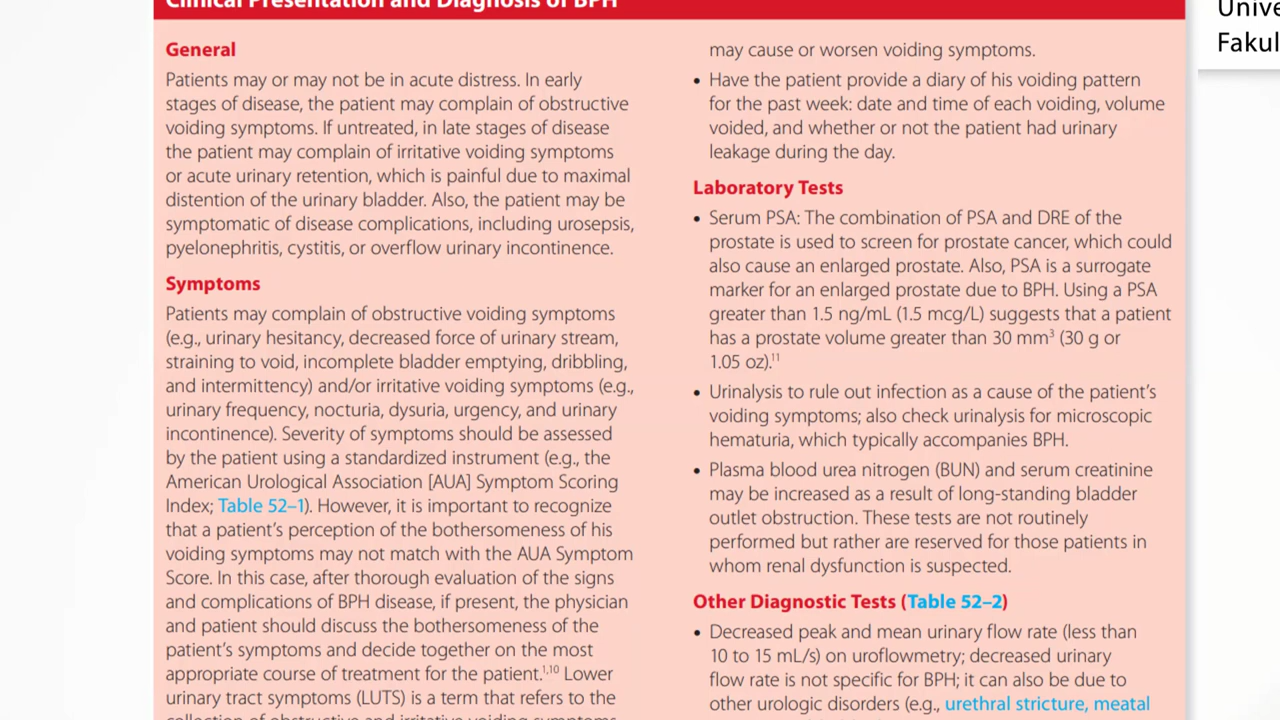 Clinical Presentation and Diagnosis of BPH
General
Patients may or may not be in acute distress. In early
stages of disease, the patient may complain of obstructive
voiding symptoms. If untreated, in late stages of disease
the patient may complain of irritative voiding symptoms
or acute urinary retention, which is painful due to maximal
distention of the urinary bladder. Also, the patient may be
symptomatic of disease complications, including urosepsis,
pyelonephritis, cystitis, or overflow urinary incontinence.
Symptoms
Patients may complain of obstructive voiding symptoms
(e.g., urinary hesitancy, decreased force of urinary stream,
straining to void, incomplete bladder emptying, dribbling,
and intermittency) and/or irritative voiding symptoms (e.g.,
urinary frequency, nocturia, dysuria, urgency, and urinary
incontinence). Severity of symptoms should be assessed
by the patient using a standardized instrument (e.g., the
American Urological Association [AUA] Symptom Scoring
Index; Table 52–1). However, it is important to recognize
that a patient's perception of the bothersomeness of his
voiding symptoms may not match with the AUA Symptom
Score. In this case, after thorough evaluation of the signs
and complications of BPH disease, if present, the physician
and patient should discuss the bothersomeness of the
patient's symptoms and decide together on the most
appropriate course of treatment for the patient.1,10 Lower
urinary tract symptoms (LUTS) is a term that refers to the
collection of obstructive and irritative voiding symptoms
may cause or worsen voiding symptoms.
• Have the patient provide a diary of his voiding pattern
for the past week: date and time of each voiding, volume
voided, and whether or not the patient had urinary
leakage during the day.
Laboratory Tests
• Serum PSA: The combination of PSA and DRE of the
prostate is used to screen for prostate cancer, which could
also cause an enlarged prostate. Also, PSA is a surrogate
marker for an enlarged prostate due to BPH. Using a PSA
greater than 1.5 ng/mL (1.5 mcg/L) suggests that a patient
has a prostate volume greater than 30 mm³ (30 g or
1.05 oz).11
• Urinalysis to rule out infection as a cause of the patient's
voiding symptoms; also check urinalysis for microscopic
hematuria, which typically accompanies BPH.
• Plasma blood urea nitrogen (BUN) and serum creatinine
may be increased as a result of long-standing bladder
outlet obstruction. These tests are not routinely
performed but rather are reserved for those patients in
whom renal dysfunction is suspected.
Other Diagnostic Tests (Table 52–2)
• Decreased peak and mean urinary flow rate (less than
10 to 15 mL/s) on uroflowmetry; decreased urinary
flow rate is not specific for BPH; it can also be due to
other urologic disorders (e.g., urethral stricture, meatal
Unive
Fakul